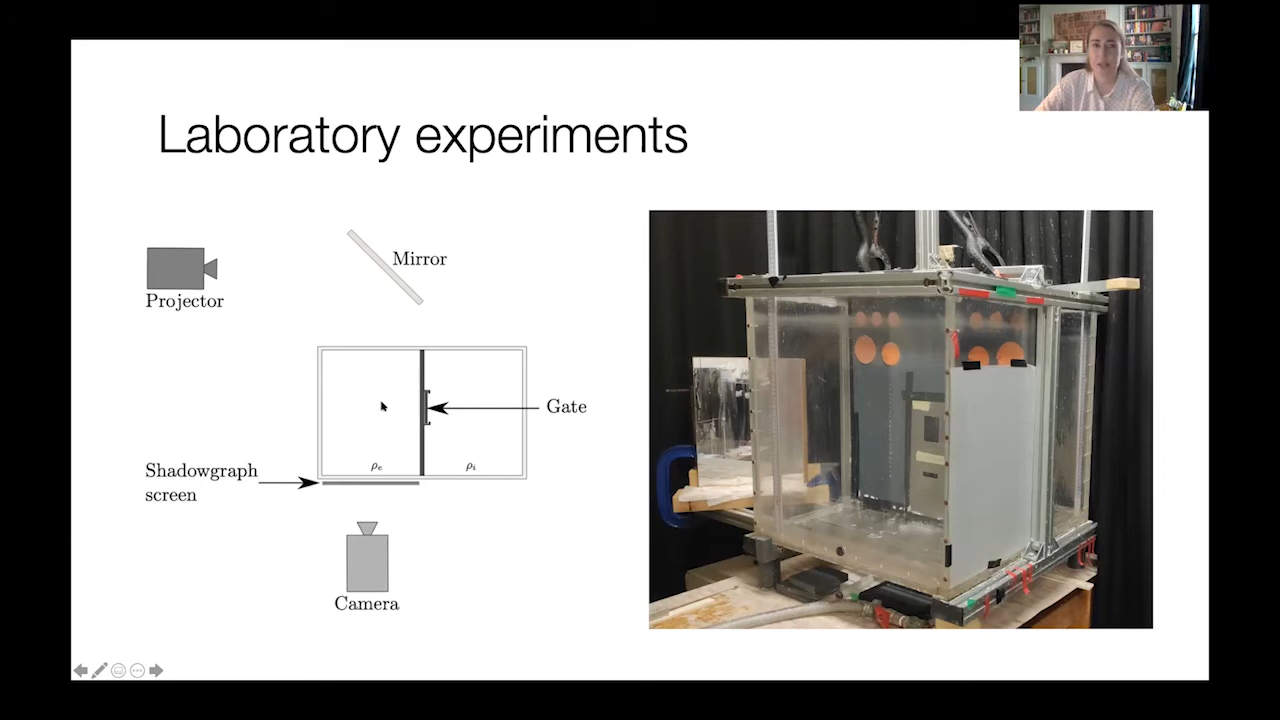 Laboratory experiments
Projector
Mirror
Gate
Shadowgraph
screen
ρe
ρi
Camera